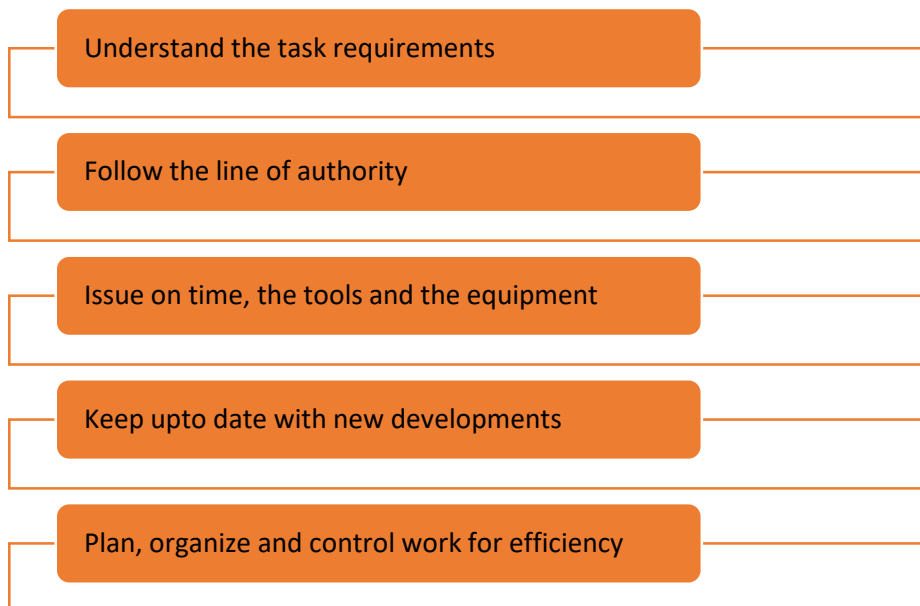 Understand the task requirements
Follow the line of authority
Issue on time, the tools and the equipment
Keep upto date with new developments
Plan, organize and control work for efficiency